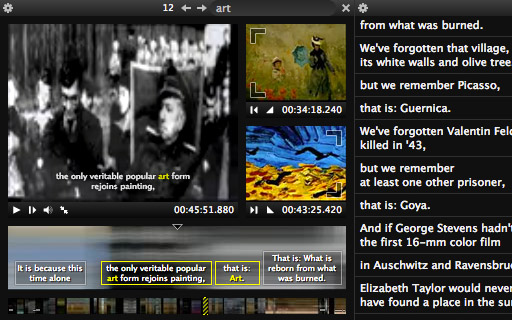 12
art
the only veritable popular art form
rejoins painting,
00:45:51.880
00:34:18.240
00:43:25.420
It is because this
time alone
the only veritable popular
art form rejoins painting,
that is:
Art.
That is: What is
reborn from what
was burned.
from what was burned.
We've forgotten that village,
its white walls and olive tree
but we remember Picasso,
that is: Guernica.
We've forgotten Valentin Fel
killed in '43,
but we remember
at least one other prisoner,
that is: Goya.
And if George Stevens hadn'
the first 16-mm color film
in Auschwitz and Ravensbru
Elizabeth Taylor would never
have found a place in the su